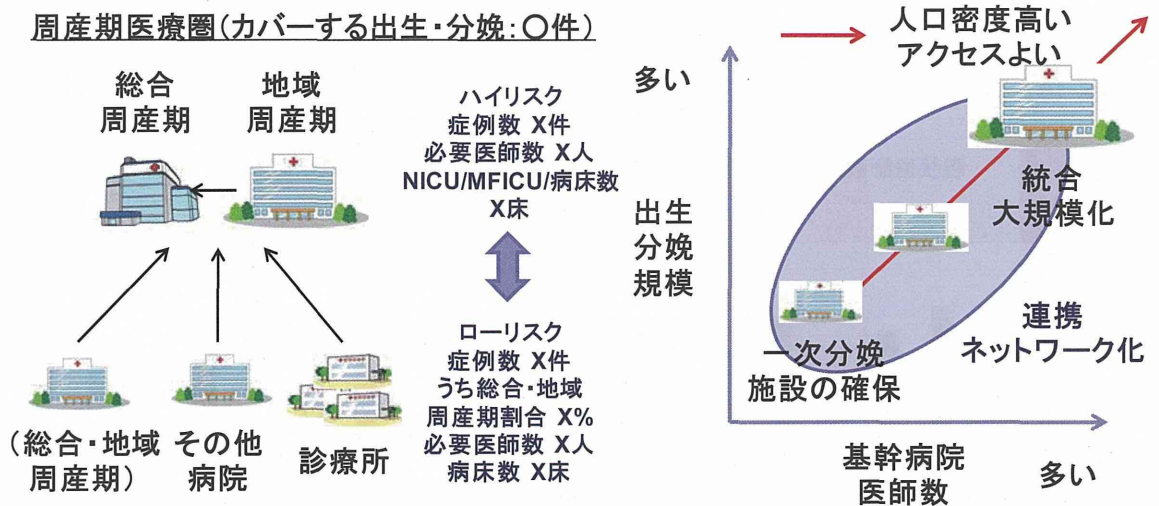 周産期医療圏(カバーする出生・分娩:〇件)
総合
周産期
地域
周産期
ハイリスク
症例数 X件
必要医師数 X人
NICU/MFICU/病床数
X床
ローリスク
症例数 X件
うち総合・地域
周産期割合 X%
必要医師数 X人
病床数 X床
(総合・地域
周産期)
その他
病院
診療所
人口密度高い
アクセスよい
多い
出生
分娩
規模
統合
大規模化
連携
ネットワーク化
一次分娩
施設の確保
基幹病院
医師数
多い